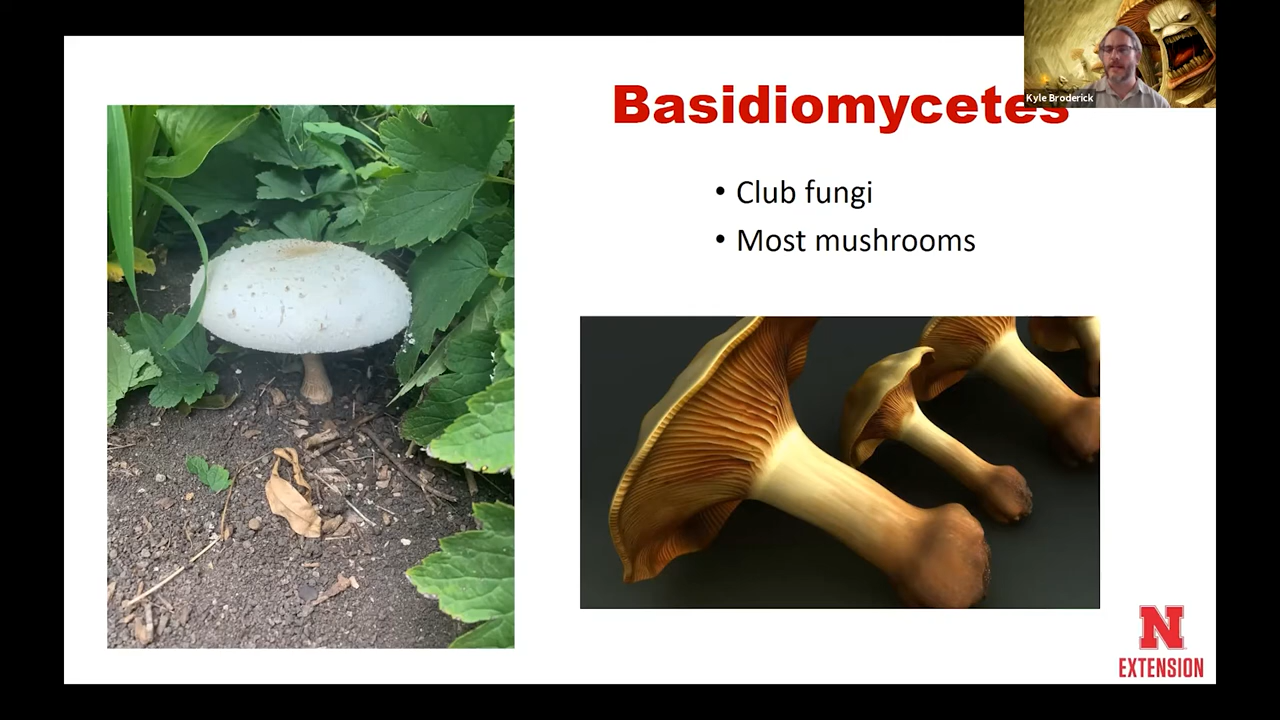 Basidiomycetes
Kyle Broderick
• Club fungi
• Most mushrooms
N
EXTENSION